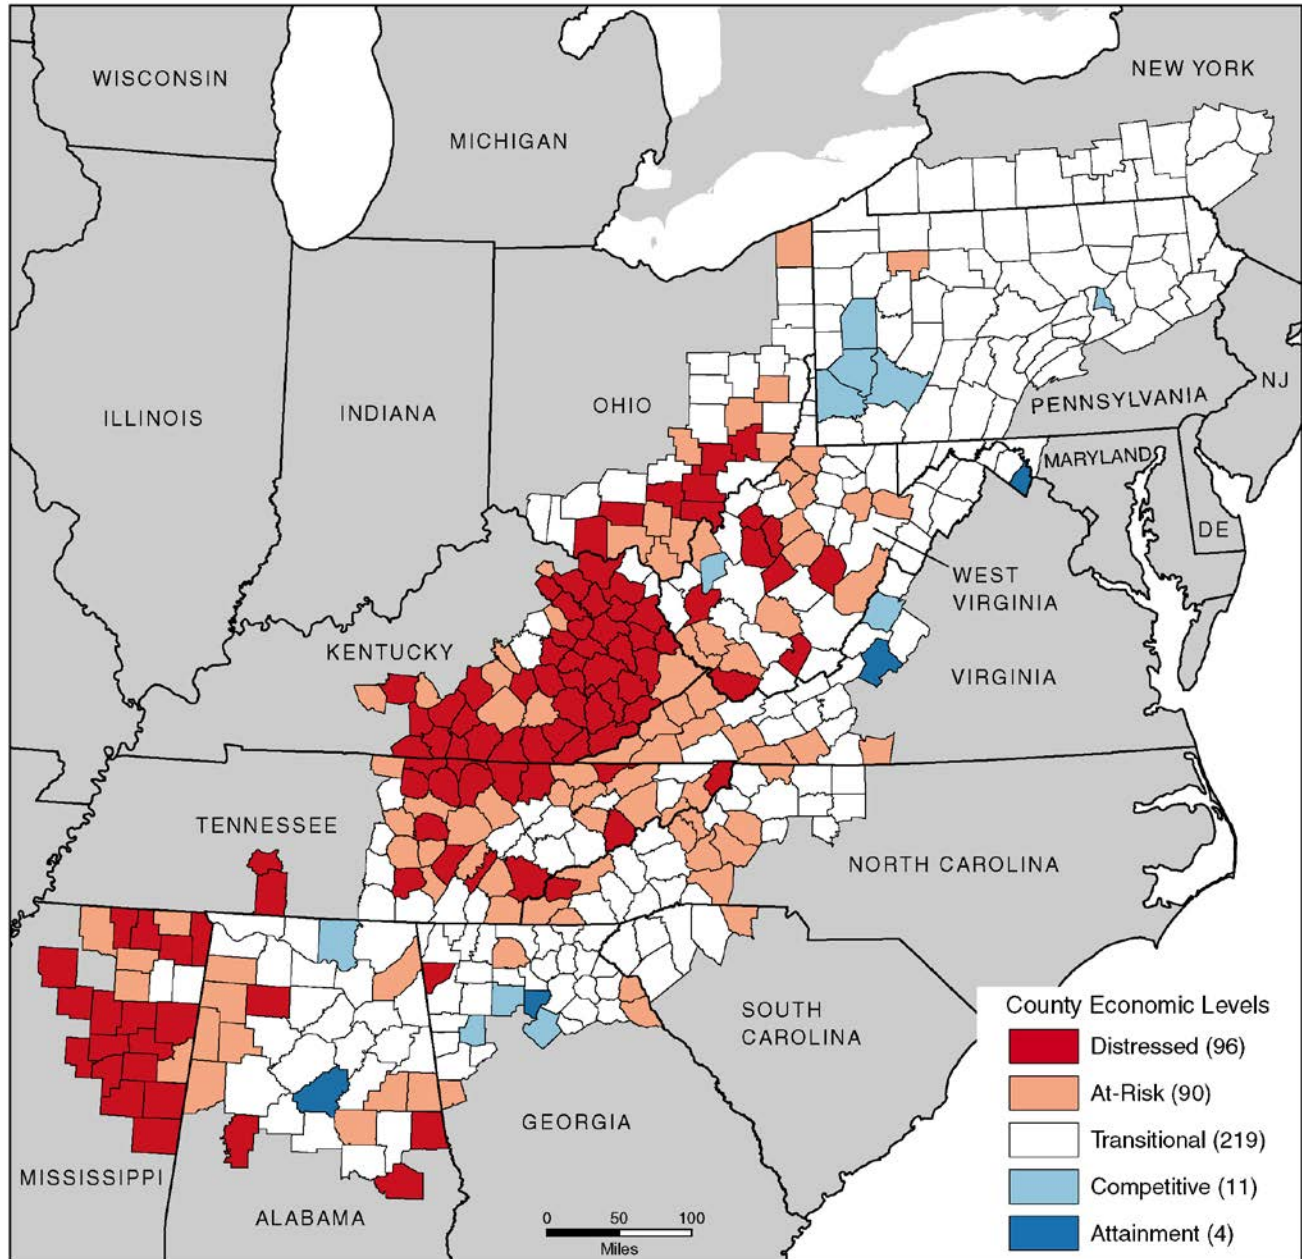 WISCONSIN
MICHIGAN
NEW YORK
ILLINOIS
INDIANA
OHIO
PENNSYLVANIA
NJ
MARYLAND
DE
WEST
VIRGINIA
KENTUCKY
VIRGINIA
TENNESSEE
NORTH CAROLINA
SOUTH
CAROLINA
GEORGIA
MISSISSIPPI
ALABAMA
0 50 100
Miles
County Economic Levels
Distressed (96)
At-Risk (90)
Transitional (219)
Competitive (11)
Attainment (4)